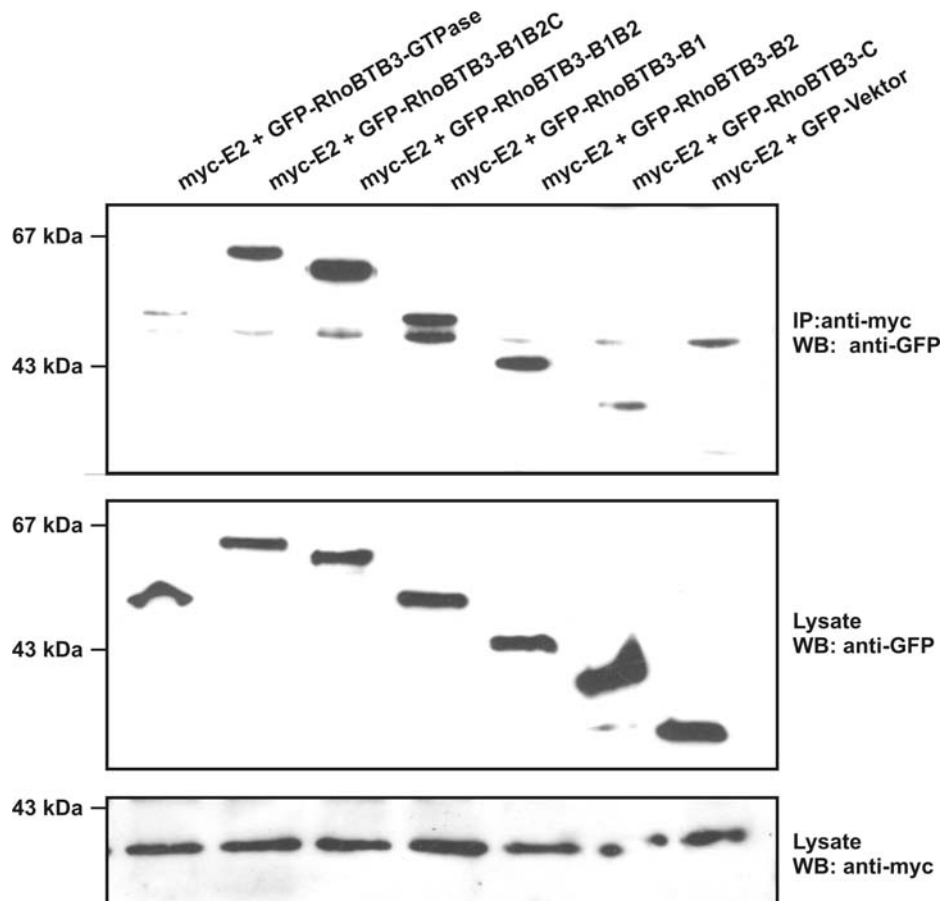 myc-E2 + GFP-RhoBTB3-GTPase
myc-E2 + GFP-RhoBTB3-B1B2C
myc-E2 + GFP-RhoBTB3-B1B2
myc-E2 + GFP-RhoBTB3-B1
myc-E2 + GFP-RhoBTB3-B2
myc-E2 + GFP-RhoBTB3-C
myc-E2 + GFP-Vektor
67 kDa
43 kDa
IP:anti-myc
WB: anti-GFP
67 kDa
43 kDa
Lysate
WB: anti-GFP
43 kDa
Lysate
WB: anti-myc